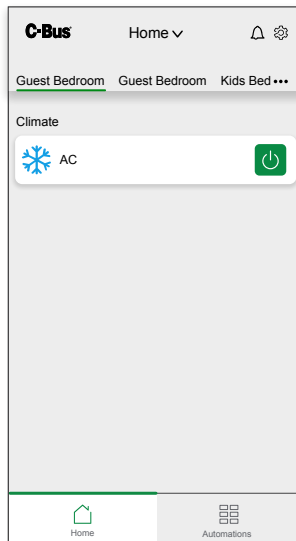 C-Bus Home
Guest Bedroom Guest Bedroom Kids Bed •••
Climate
AC
Home Automations